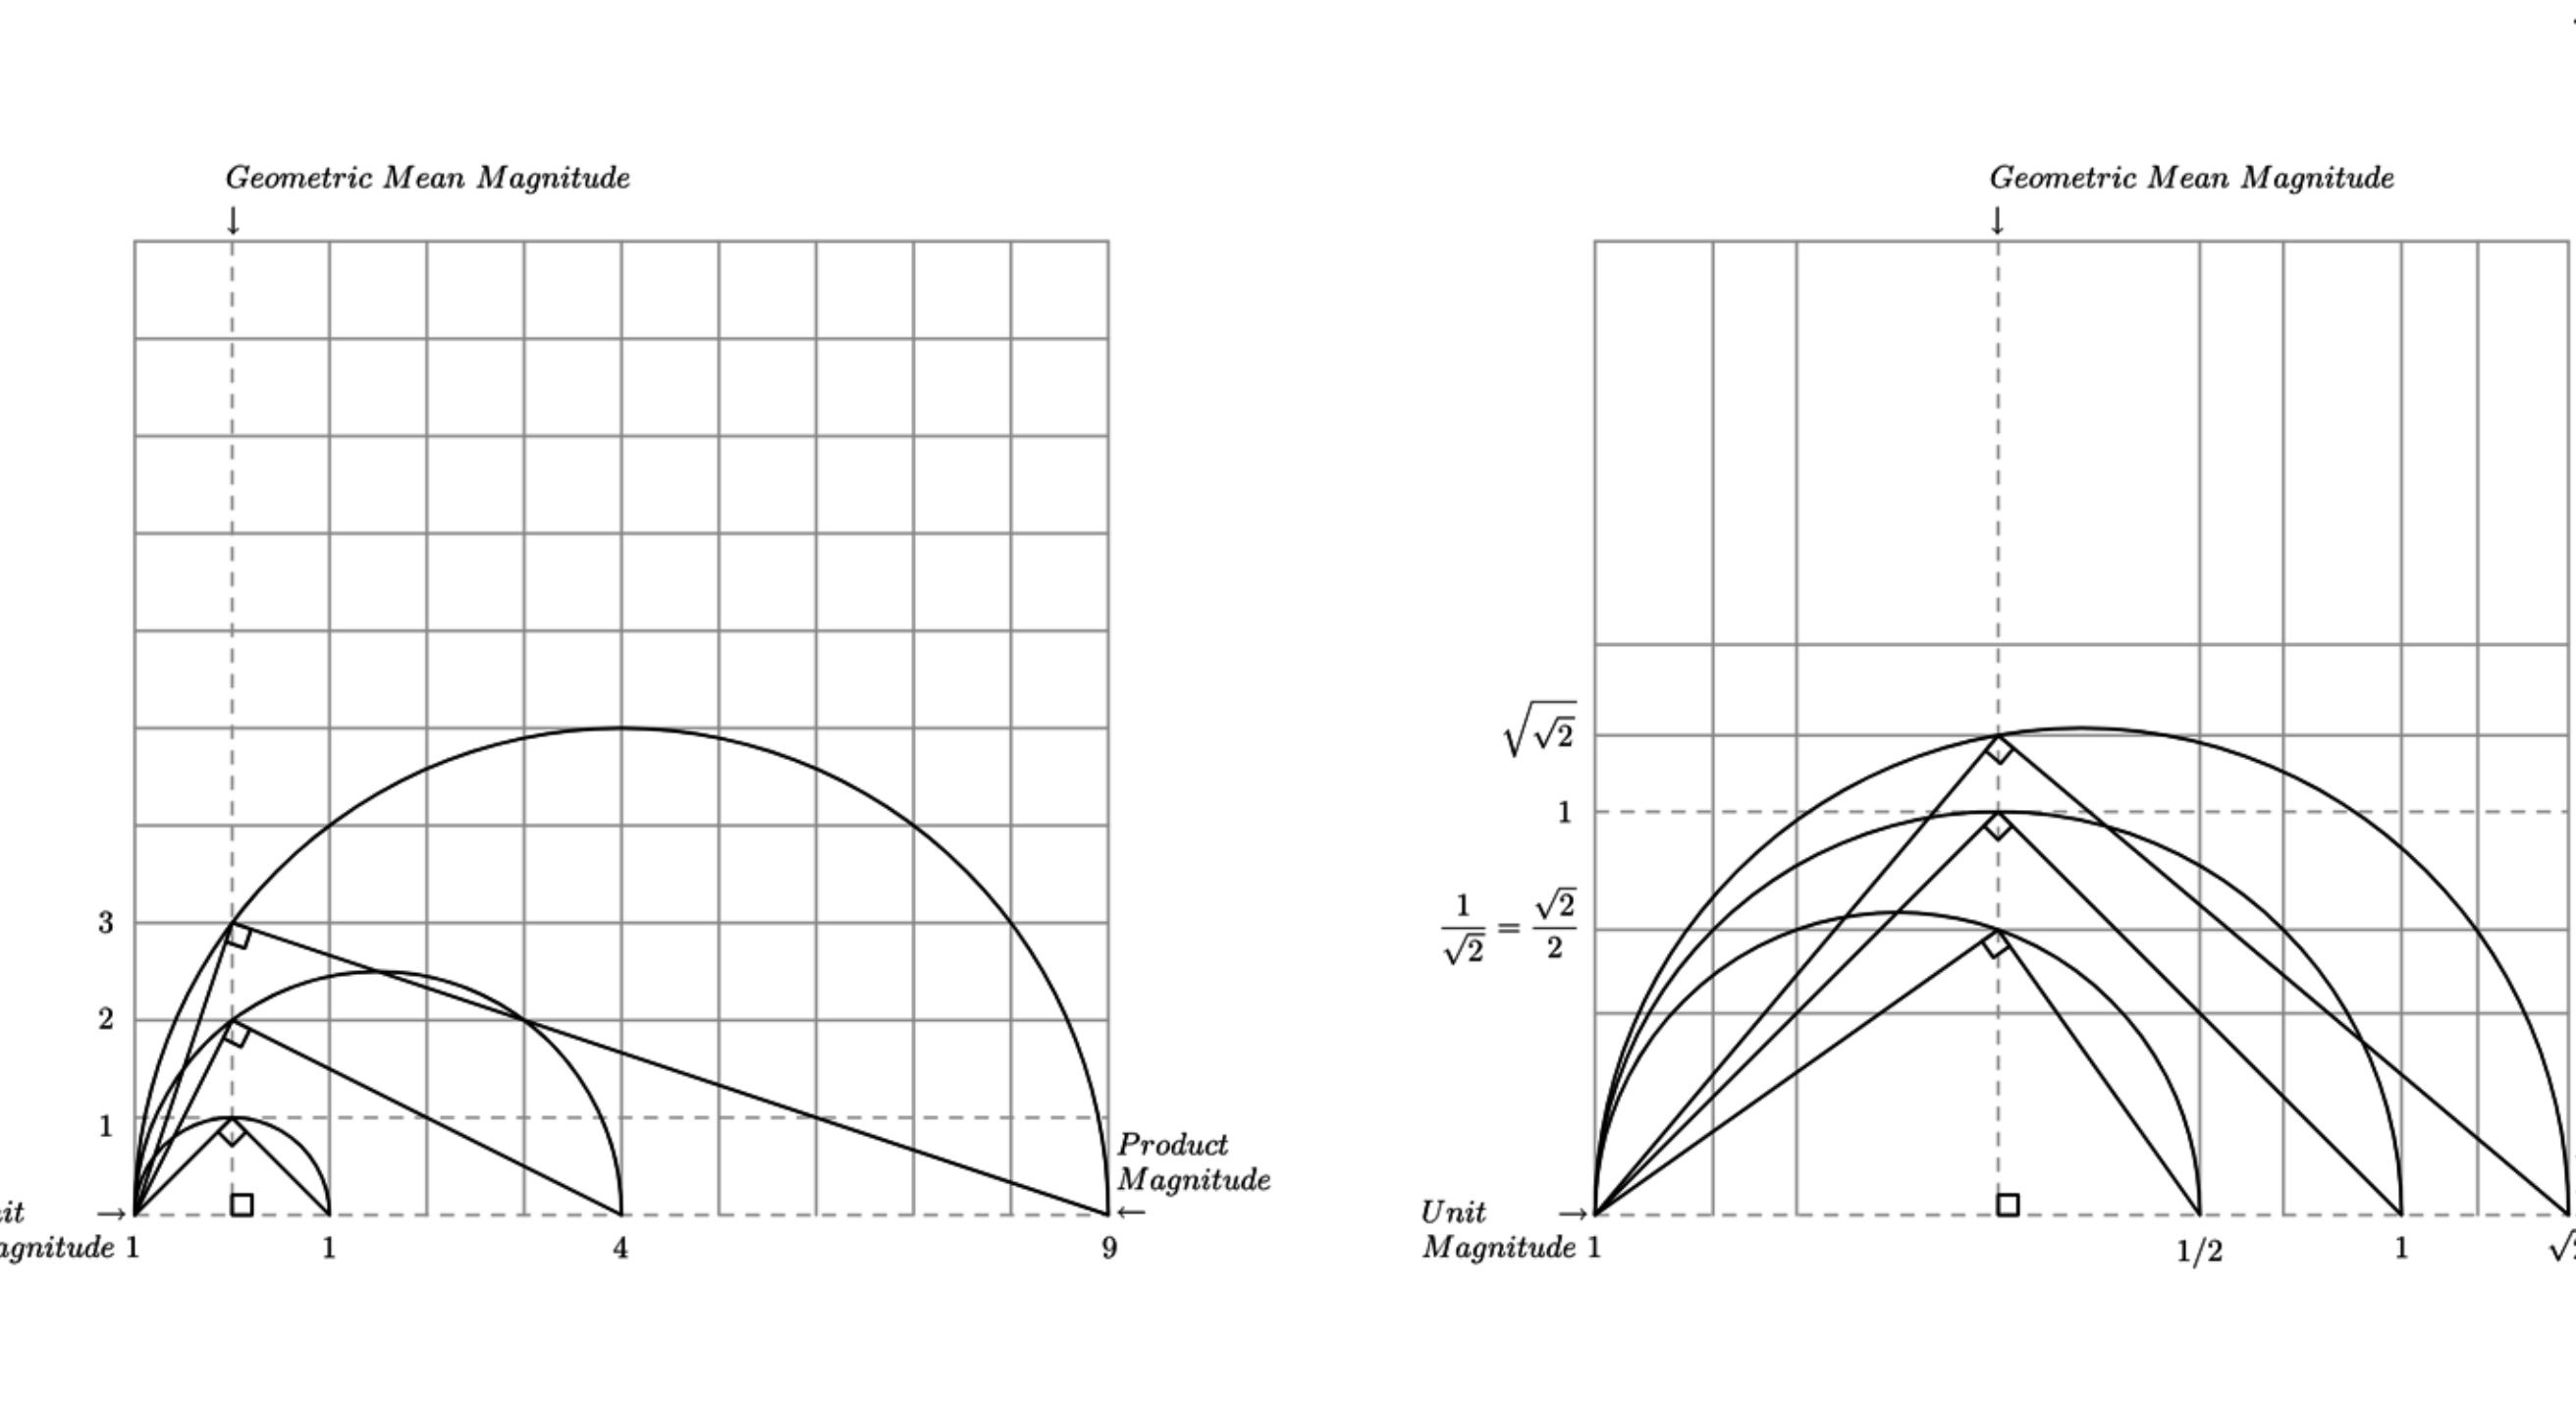 Geometric Mean Magnitude
↓
3
2
1
Product
Magnitude
←
it →
agnitude 1
1
4
9
Geometric Mean Magnitude
↓
√√2
1
1/√2 = √2/2
Unit →
Magnitude 1
1/2
1
√